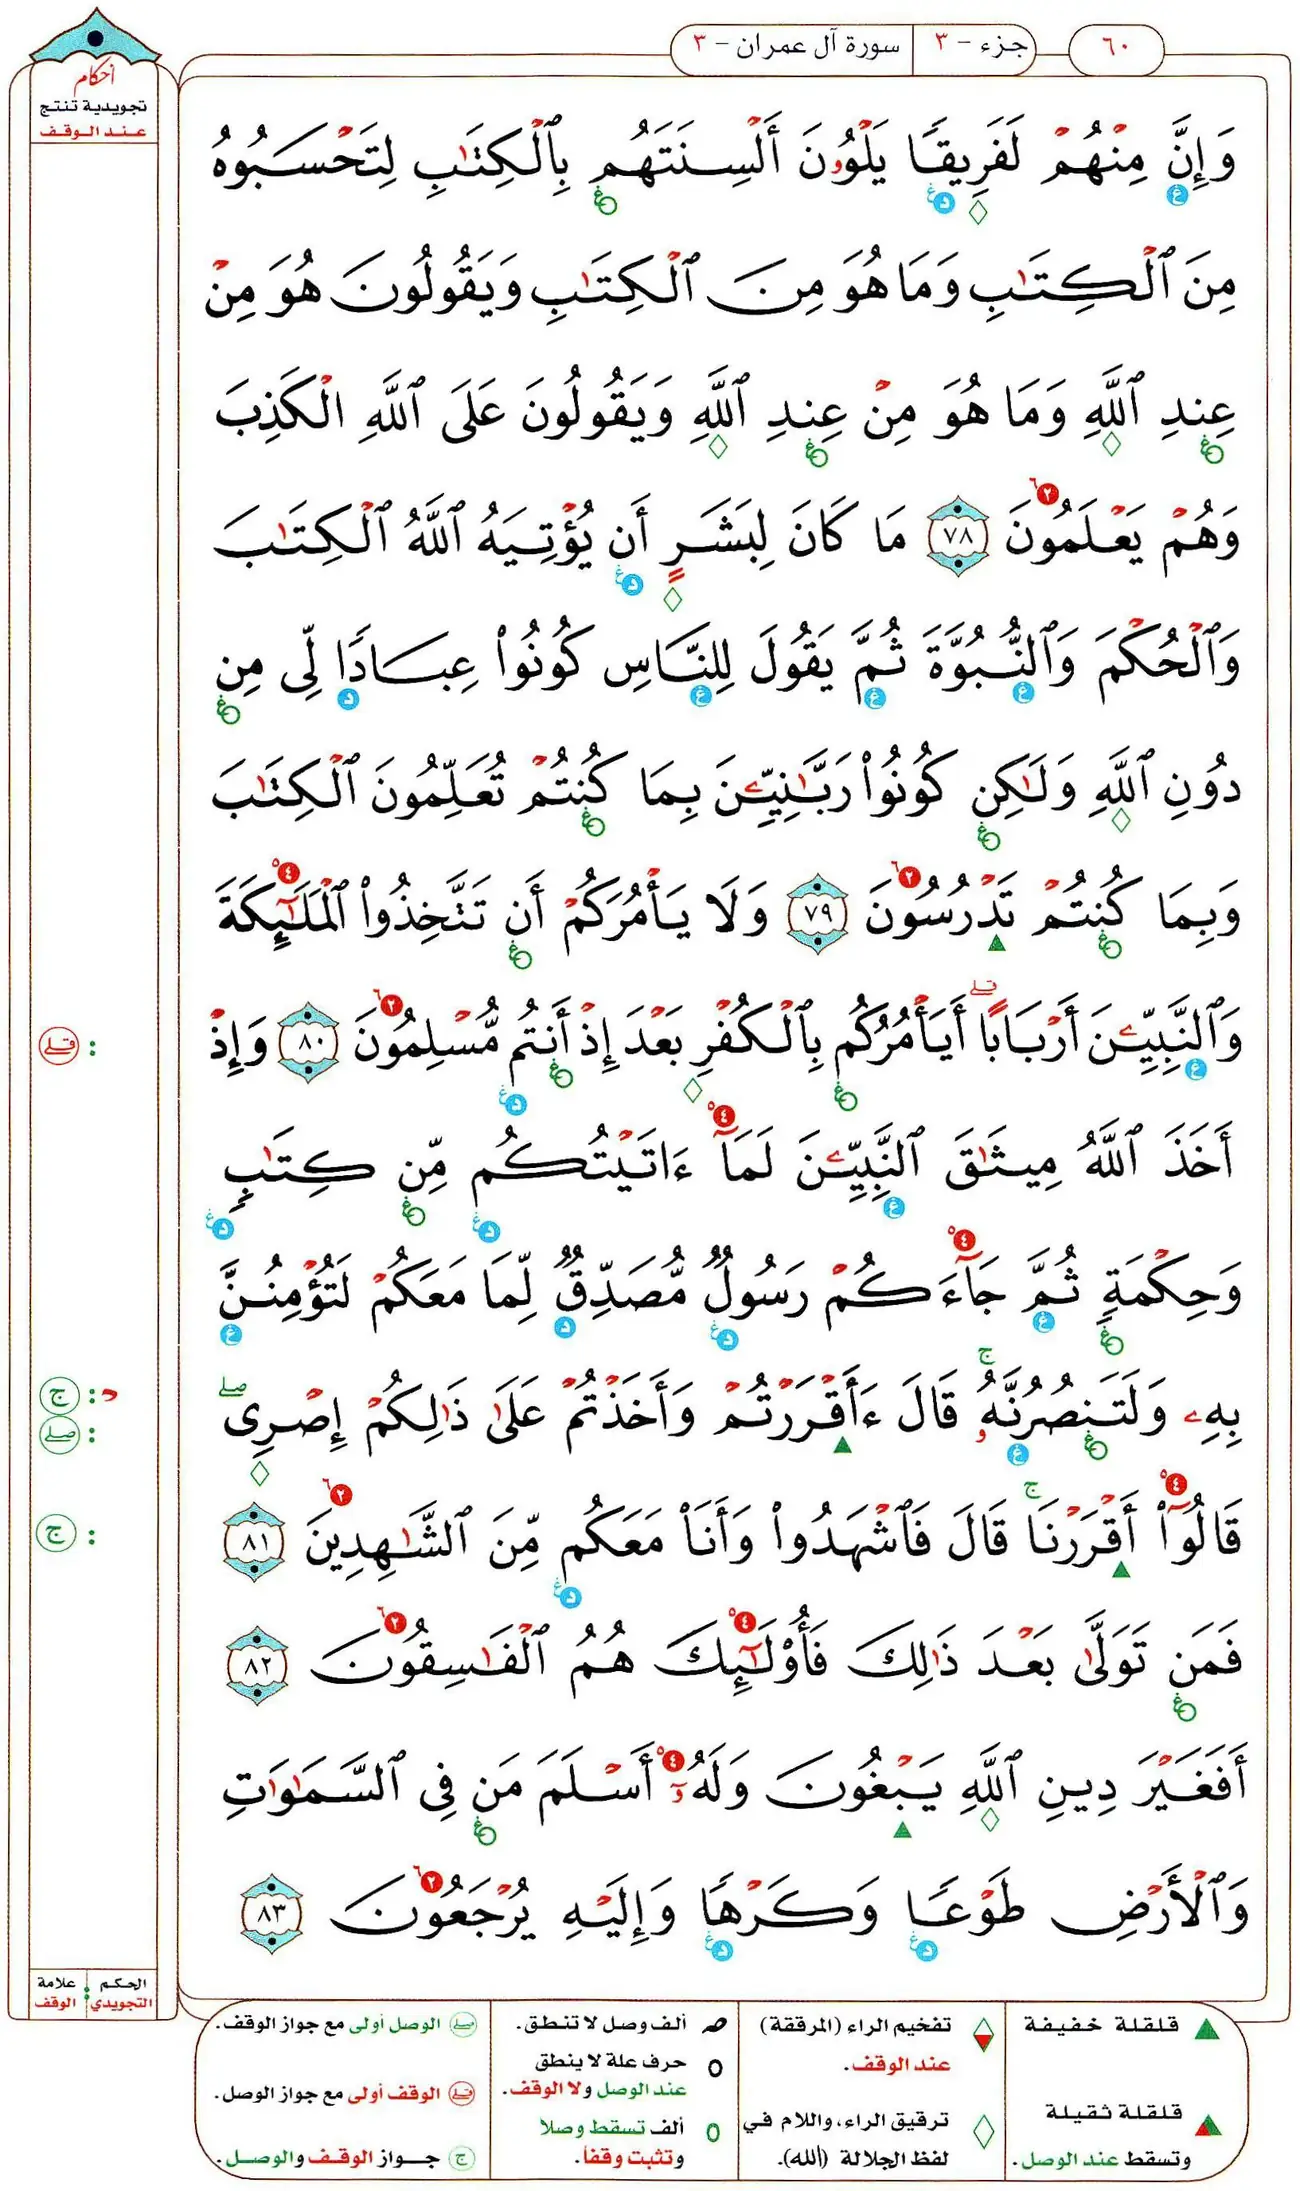 ٦٠
جزء - ٣
سورة آل عمران - ٣
أحكام
تجويدية تنتج
عند الوقف
وَإِنَّ مِنْهُمْ لَفَرِيقًا يَلْوُۥنَ أَلْسِنَتَهُم بِٱلْكِتَٰبِ لِتَحْسَبُوهُ
مِنَ ٱلْكِتَٰبِ وَمَا هُوَ مِنَ ٱلْكِتَٰبِ وَيَقُولُونَ هُوَ مِنْ
عِندِ ٱللَّهِ وَمَا هُوَ مِنْ عِندِ ٱللَّهِ وَيَقُولُونَ عَلَى ٱللَّهِ الْكَذِبَ
وَهُمْ يَعْلَمُونَ ٧٨ مَا كَانَ لِبَشَرٍ أَن يُؤْتِيَهُ ٱللَّهُ ٱلْكِتَٰبَ
وَٱلْحُكْمَ وَٱلنُّبُوَّةَ ثُمَّ يَقُولَ لِلنَّاسِ كُونُوا۟ عِبَادًا لِّى مِن
دُونِ ٱللَّهِ وَلَٰكِن كُونُوا۟ رَبَّٰنِيِّۦنَ بِمَا كُنتُمْ تُعَلِّمُونَ ٱلْكِتَٰبَ
وَبِمَا كُنتُمْ تَدْرُسُونَ ٧٩ وَلَا يَأْمُرَكُمْ أَن تَتَّخِذُوا۟ الْمَلَٰٓئِكَةَ
وَٱلنَّبِيِّۦنَ أَرْبَابًا ۗ أَيَأْمُرُكُم بِٱلْكُفْرِ بَعْدَ إِذْ أَنتُم مُّسْلِمُونَ ٨٠ وَإِذْ
أَخَذَ ٱللَّهُ مِيثَٰقَ ٱلنَّبِيِّۦنَ لَمَآ ءَاتَيْتُكُم مِّن كِتَٰبٍ
وَحِكْمَةٍ ثُمَّ جَآءَكُمْ رَسُولٌ مُّصَدِّقٌ لِّمَا مَعَكُمْ لَتُؤْمِنُنَّ
بِهِۦ وَلَتَنصُرُنَّهُۥ ۚ قَالَ ءَأَقْرَرْتُمْ وَأَخَذْتُمْ عَلَىٰ ذَٰلِكُمْ إِصْرِى ۖ
قَالُوٓا۟ أَقْرَرْنَا ۚ قَالَ فَٱشْهَدُوا۟ وَأَنَا۠ مَعَكُم مِّنَ ٱلشَّٰهِدِينَ ٨١
فَمَن تَوَلَّىٰ بَعْدَ ذَٰلِكَ فَأُو۟لَٰٓئِكَ هُمُ ٱلْفَٰسِقُونَ ٨٢
أَفَغَيْرَ دِينِ ٱللَّهِ يَبْغُونَ وَلَهُۥٓ أَسْلَمَ مَن فِى ٱلسَّمَٰوَٰتِ
وَٱلْأَرْضِ طَوْعًا وَكَرْهًا وَإِلَيْهِ يُرْجَعُونَ ٨٣
الحكم التجويدي : علامة الوقف
قلقلة خفيفة
قلقلة ثقيلة
وتسقط عند الوصل.
تفخيم الراء (المرققة)
عند الوقف.
ترقيق الراء، واللام في
لفظ الجلالة (الله).
ألف وصل لا تنطق.
حرف علة لا ينطق
عند الوصل ولا الوقف.
ألف تسقط وصلا
وتثبت وقفاً.
صلى الوصل أولى مع جواز الوقف.
قلى الوقف أولى مع جواز الوصل.
ج جواز الوقف والوصل.